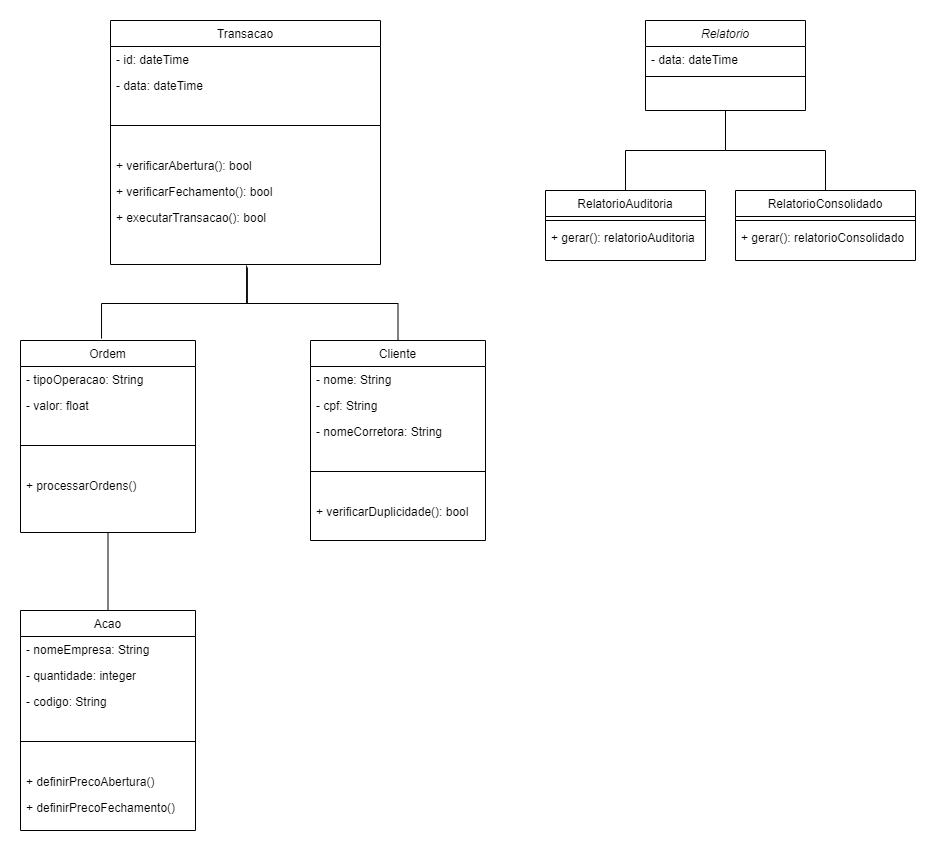 Transacao
- id: dateTime
- data: dateTime
+ verificarAbertura(): bool
+ verificarFechamento(): bool
+ executarTransacao(): bool
Relatorio
- data: dateTime
RelatorioAuditoria
+ gerar(): relatorioAuditoria
RelatorioConsolidado
+ gerar(): relatorioConsolidado
Ordem
- tipoOperacao: String
- valor: float
+ processarOrdens()
Cliente
- nome: String
- cpf: String
- nomeCorretora: String
+ verificarDuplicidade(): bool
Acao
- nomeEmpresa: String
- quantidade: integer
- codigo: String
+ definirPrecoAbertura()
+ definirPrecoFechamento()